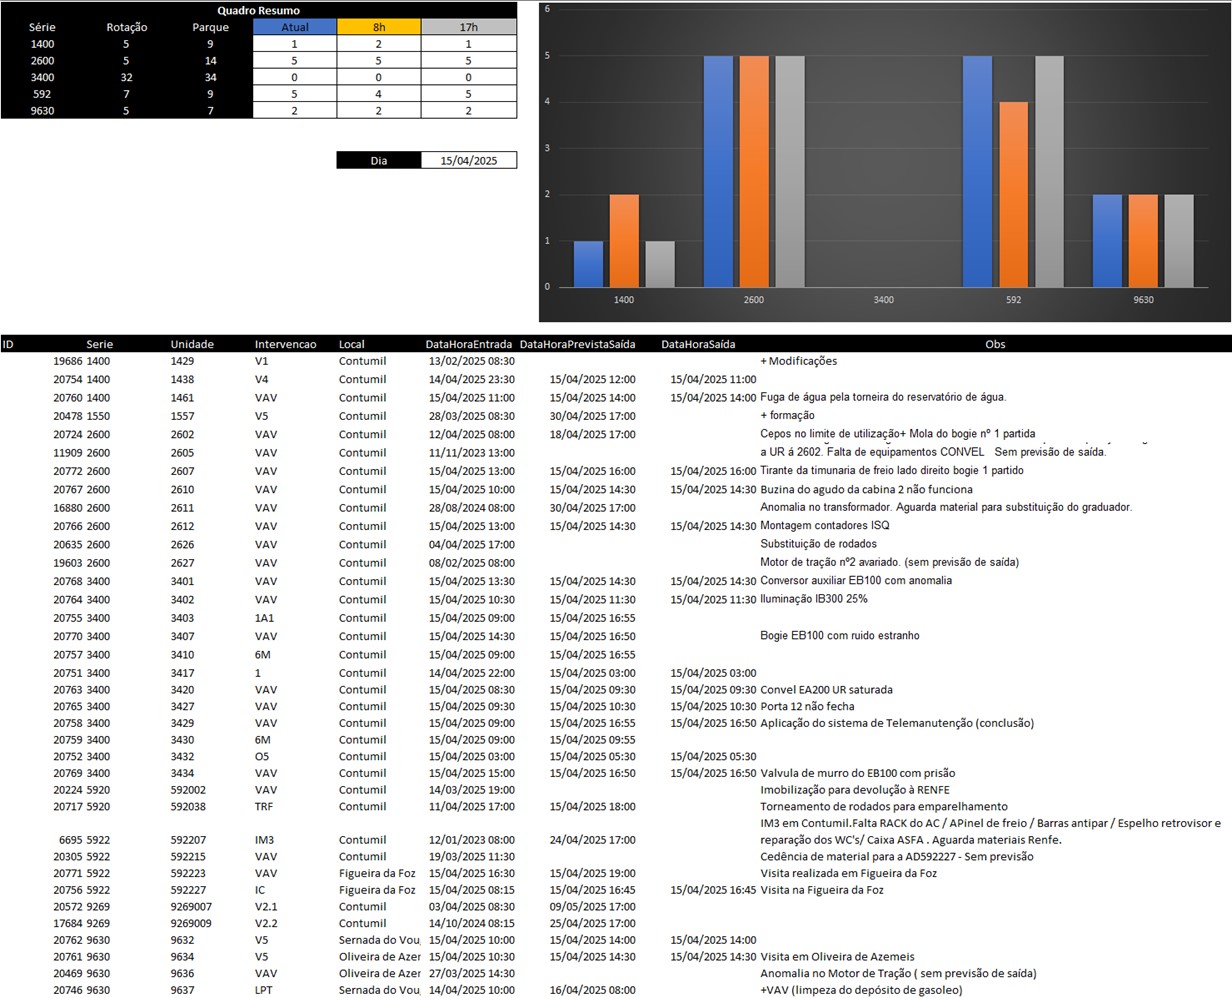 Quadro Resumo
Série Rotação Parque Atual 8h 17h
1400 5 9 1 2 1
2600 5 14 5 5 5
3400 32 34 0 0 0
592 7 9 5 4 5
9630 5 7 2 2 2
Dia 15/04/2025
6
5
4
3
2
1
0
1400 2600 3400 592 9630
ID Serie Unidade Intervencao Local DataHoraEntrada DataHoraPrevistaSaída DataHoraSaída Obs
19686 1400 1429 V1 Contumil 13/02/2025 08:30 + Modificações
20754 1400 1438 V4 Contumil 14/04/2025 23:30 15/04/2025 12:00 15/04/2025 11:00
20760 1400 1461 VAV Contumil 15/04/2025 11:00 15/04/2025 14:00 15/04/2025 14:00 Fuga de água pela torneira do reservatório de água.
20478 1550 1557 V5 Contumil 28/03/2025 08:30 30/04/2025 17:00 + formação
20724 2600 2602 VAV Contumil 12/04/2025 08:00 18/04/2025 17:00 Cepos no limite de utilização+ Mola do bogie nº 1 partida
11909 2600 2605 VAV Contumil 11/11/2023 13:00 a UR á 2602. Falta de equipamentos CONVEL Sem previsão de saída.
20772 2600 2607 VAV Contumil 15/04/2025 13:00 15/04/2025 16:00 15/04/2025 16:00 Tirante da timunaria de freio lado direito bogie 1 partido
20767 2600 2610 VAV Contumil 15/04/2025 10:00 15/04/2025 14:30 15/04/2025 14:30 Buzina do agudo da cabina 2 não funciona
16880 2600 2611 VAV Contumil 28/08/2024 08:00 30/04/2025 17:00 Anomalia no transformador. Aguarda material para substituição do graduador.
20766 2600 2612 VAV Contumil 15/04/2025 13:00 15/04/2025 14:30 15/04/2025 14:30 Montagem contadores ISQ
20635 2600 2626 VAV Contumil 04/04/2025 17:00 Substituição de rodados
19603 2600 2627 VAV Contumil 08/02/2025 08:00 Motor de tração nº2 avariado. (sem previsão de saída)
20768 3400 3401 VAV Contumil 15/04/2025 13:30 15/04/2025 14:30 15/04/2025 14:30 Conversor auxiliar EB100 com anomalia
20764 3400 3402 VAV Contumil 15/04/2025 10:30 15/04/2025 11:30 15/04/2025 11:30 Iluminação IB300 25%
20755 3400 3403 1A1 Contumil 15/04/2025 09:00 15/04/2025 16:55
20770 3400 3407 VAV Contumil 15/04/2025 14:30 15/04/2025 16:50 Bogie EB100 com ruido estranho
20757 3400 3410 6M Contumil 15/04/2025 09:00 15/04/2025 16:55
20751 3400 3417 1 Contumil 14/04/2025 22:00 15/04/2025 03:00 15/04/2025 03:00
20763 3400 3420 VAV Contumil 15/04/2025 08:30 15/04/2025 09:30 15/04/2025 09:30 Convel EA200 UR saturada
20765 3400 3427 VAV Contumil 15/04/2025 09:30 15/04/2025 10:30 15/04/2025 10:30 Porta 12 não fecha
20758 3400 3429 VAV Contumil 15/04/2025 09:00 15/04/2025 16:55 15/04/2025 16:50 Aplicação do sistema de Telemanutenção (conclusão)
20759 3400 3430 6M Contumil 15/04/2025 09:00 15/04/2025 09:55
20752 3400 3432 O5 Contumil 15/04/2025 03:00 15/04/2025 05:30 15/04/2025 05:30
20769 3400 3434 VAV Contumil 15/04/2025 15:00 15/04/2025 16:50 15/04/2025 16:50 Valvula de murro do EB100 com prisão
20224 5920 592002 VAV Contumil 14/03/2025 19:00 Imobilização para devolução à RENFE
20717 5920 592038 TRF Contumil 11/04/2025 17:00 15/04/2025 18:00 Torneamento de rodados para emparelhamento
IM3 em Contumil.Falta RACK do AC / APinel de freio / Barras antipar / Espelho retrovisor e
6695 5922 592207 IM3 Contumil 12/01/2023 08:00 24/04/2025 17:00 reparação dos WC's/ Caixa ASFA . Aguarda materiais Renfe.
20305 5922 592215 VAV Contumil 19/03/2025 11:30 Cedência de material para a AD592227 - Sem previsão
20771 5922 592223 VAV Figueira da Foz 15/04/2025 16:30 15/04/2025 19:00 Visita realizada em Figueira da Foz
20756 5922 592227 IC Figueira da Foz 15/04/2025 08:15 15/04/2025 16:45 15/04/2025 16:45 Visita na Figueira da Foz
20572 9269 9269007 V2.1 Contumil 03/04/2025 08:30 09/05/2025 17:00
17684 9269 9269009 V2.2 Contumil 14/10/2024 08:15 25/04/2025 17:00
20762 9630 9632 V5 Sernada do Vou 15/04/2025 10:00 15/04/2025 14:00 15/04/2025 14:00
20761 9630 9634 V5 Oliveira de Azer 15/04/2025 10:30 15/04/2025 14:30 15/04/2025 14:30 Visita em Oliveira de Azemeis
20469 9630 9636 VAV Oliveira de Azer 27/03/2025 14:30 Anomalia no Motor de Tração ( sem previsão de saída)
20746 9630 9637 LPT Sernada do Vou 14/04/2025 10:00 16/04/2025 08:00 +VAV (limpeza do depósito de gasoleo)